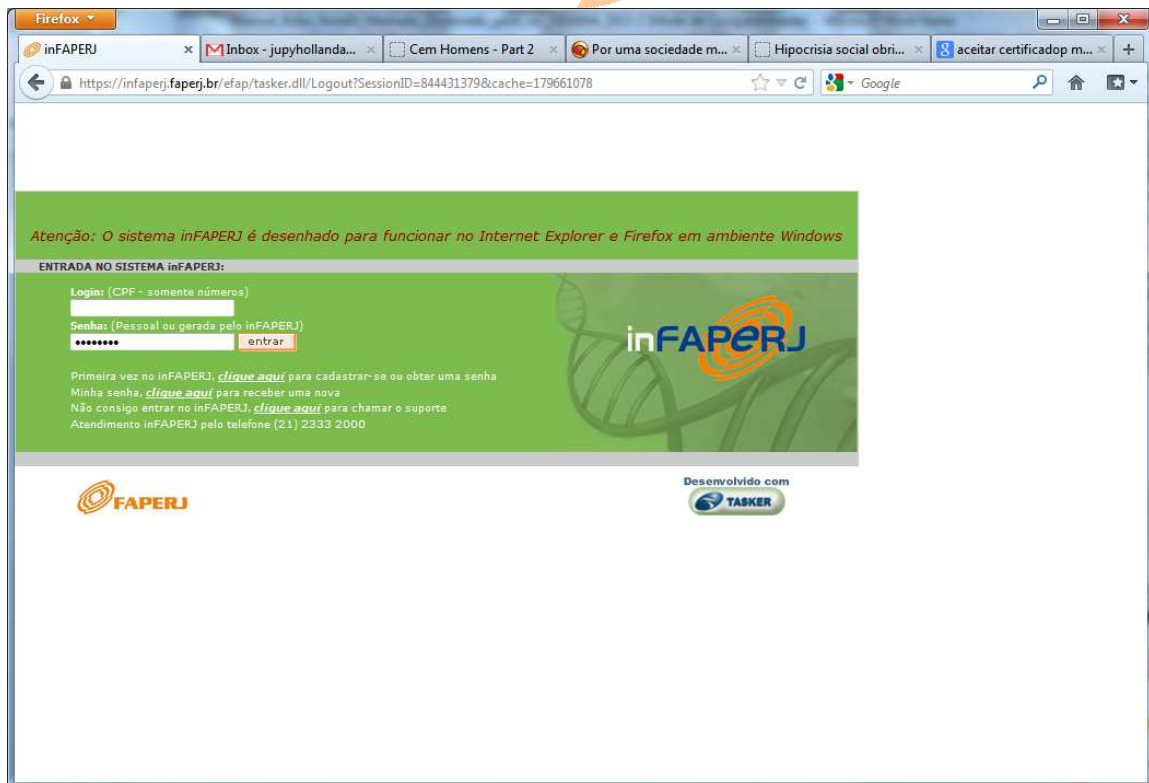 Firefox
inFAPERJ
Inbox - jupyhollanda...
Cem Homens - Part 2
Por uma sociedade m...
Hipocrisia social obri...
aceitar certificadop m...
https://infaperj.faperj.br/efap/tasker.dll/Logout?SessionID=844431379&cache=179661078
Google
Atenção: O sistema inFAPERJ é desenhado para funcionar no Internet Explorer e Firefox em ambiente Windows
ENTRADA NO SISTEMA inFAPERJ:
Login: (CPF - somente números)
Senha: (Pessoal ou gerada pelo inFAPERJ)
•••••••• entrar
inFAPERJ
Primeira vez no inFAPERJ, clique aqui para cadastrar-se ou obter uma senha
Minha senha, clique aqui para receber uma nova
Não consigo entrar no inFAPERJ, clique aqui para chamar o suporte
Atendimento inFAPERJ pelo telefone (21) 2333 2000
FAPERJ
Desenvolvido com
TASKER